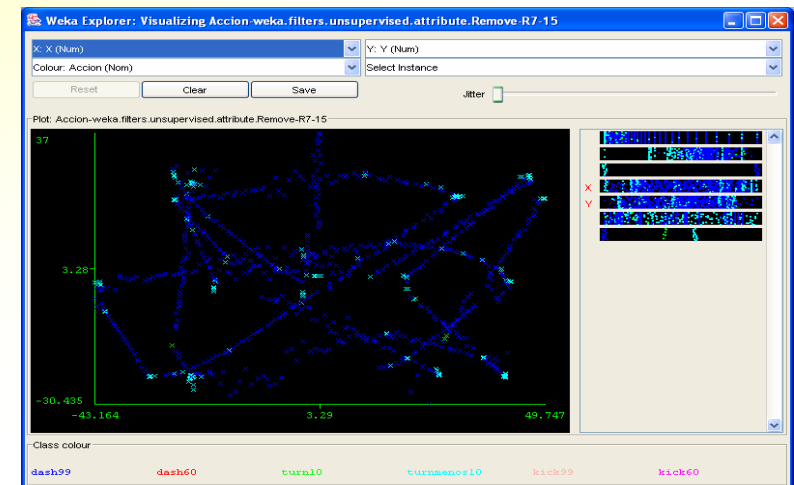 Weka Explorer: Visualizing Accion-weka.filters.unsupervised.attribute.Remove-R7-15
X: X (Num) Y: Y (Num)
Colour: Accion (Nom) Select Instance
Reset Clear Save Jitter
Plot: Accion-weka.filters.unsupervised.attribute.Remove-R7-15
37
X
Y
3.28
-30.435
-43.164 3.29 49.747
Class colour
dash99 dash60 turn10 turnmenos10 kick99 kick60